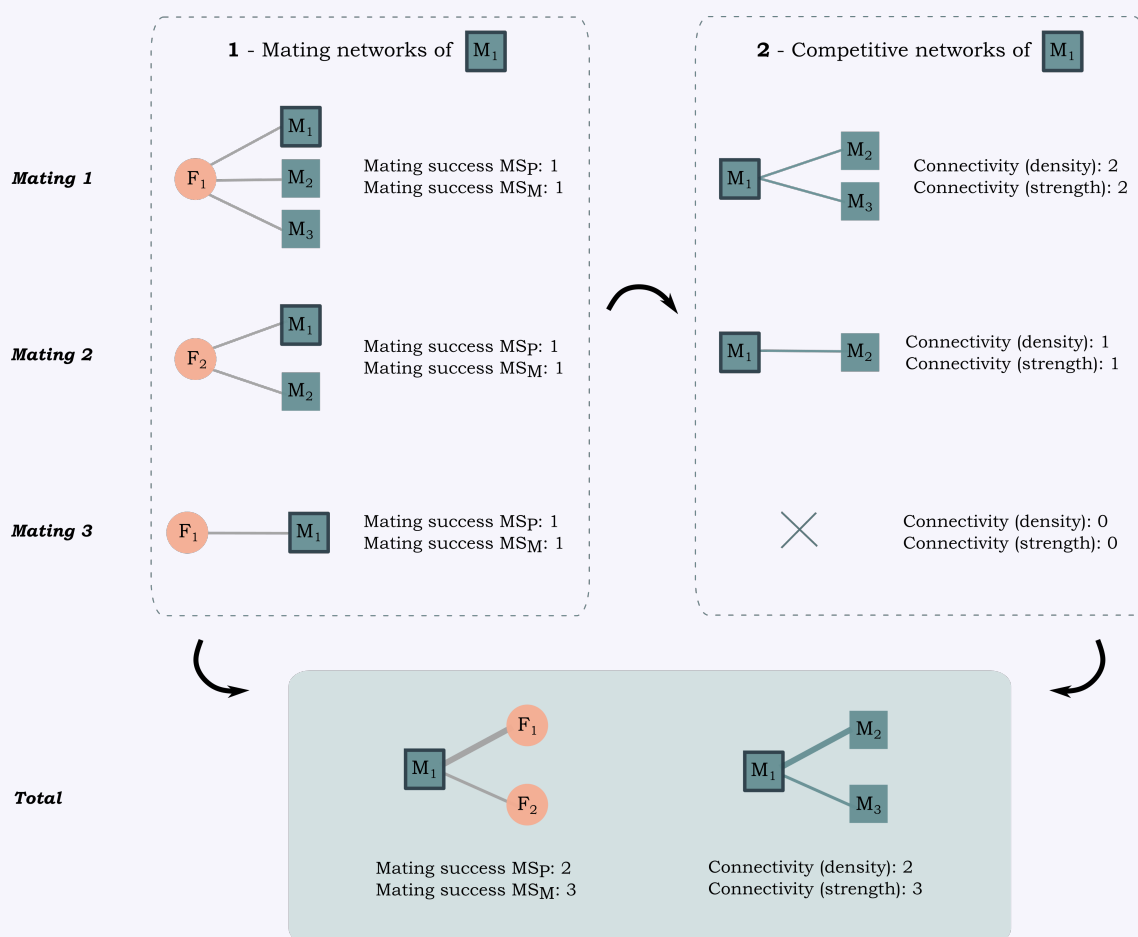 1 - Mating networks of M₁
2 - Competitive networks of M₁
Mating 1
F₁
M₁
M₂
M₃
Mating success MSP: 1
Mating success MSM: 1
M₁
M₂
M₃
Connectivity (density): 2
Connectivity (strength): 2
Mating 2
F₂
M₁
M₂
Mating success MSP: 1
Mating success MSM: 1
M₁
M₂
Connectivity (density): 1
Connectivity (strength): 1
Mating 3
F₁
M₁
Mating success MSP: 1
Mating success MSM: 1
Connectivity (density): 0
Connectivity (strength): 0
Total
M₁
F₁
F₂
Mating success MSP: 2
Mating success MSM: 3
M₁
M₂
M₃
Connectivity (density): 2
Connectivity (strength): 3